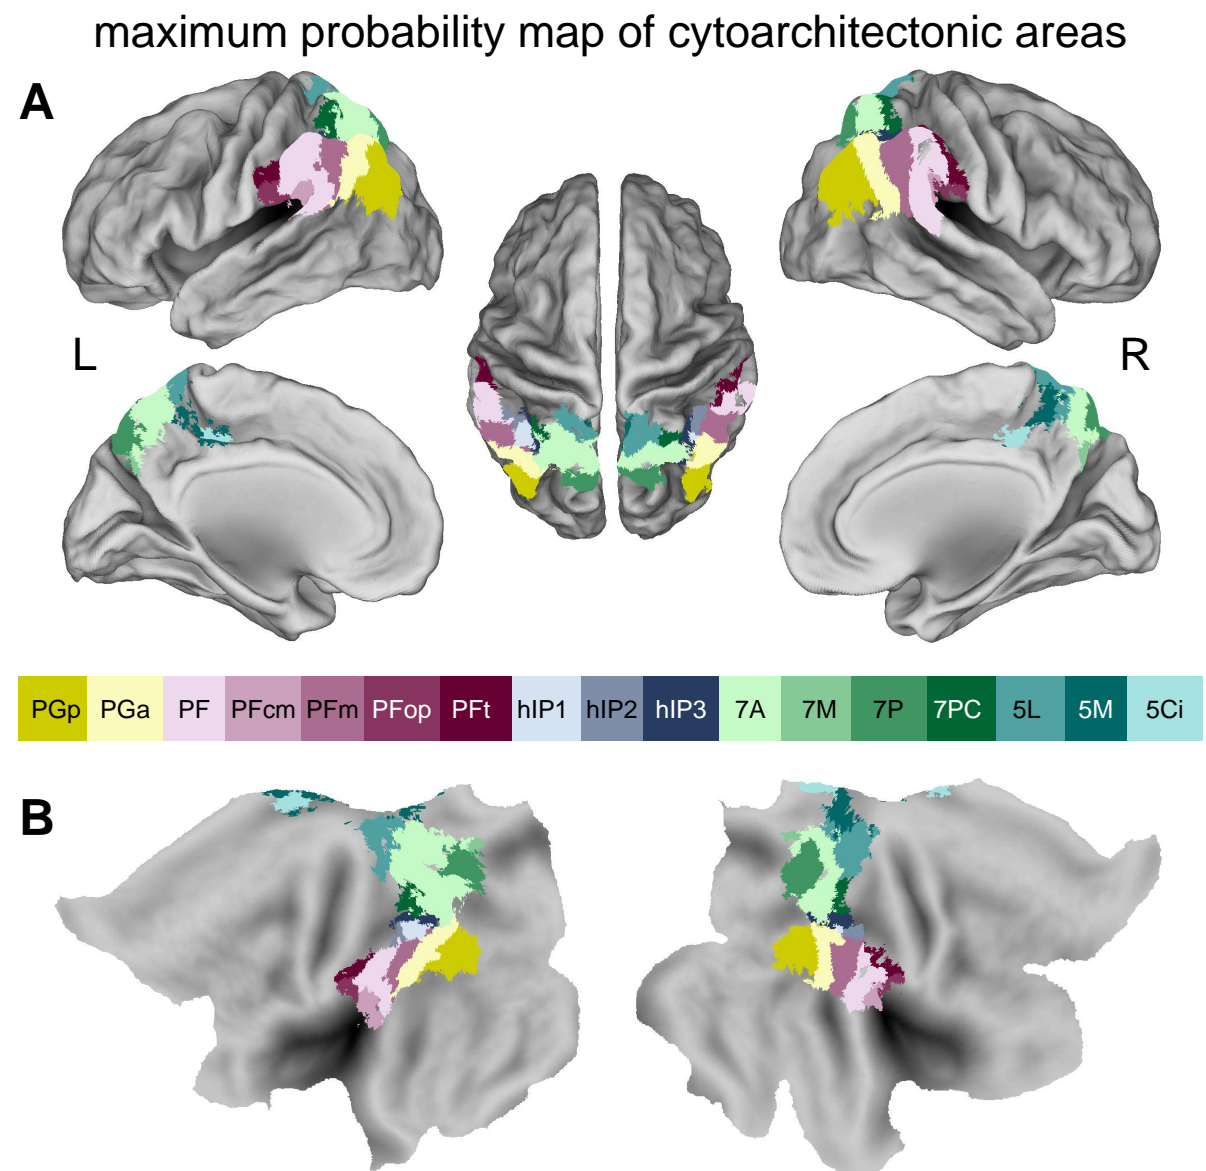 maximum probability map of cytoarchitectonic areas
A
L
R
PGp PGa PF PFcm PFm PFop PFt hIP1 hIP2 hIP3 7A 7M 7P 7PC 5L 5M 5Ci
B